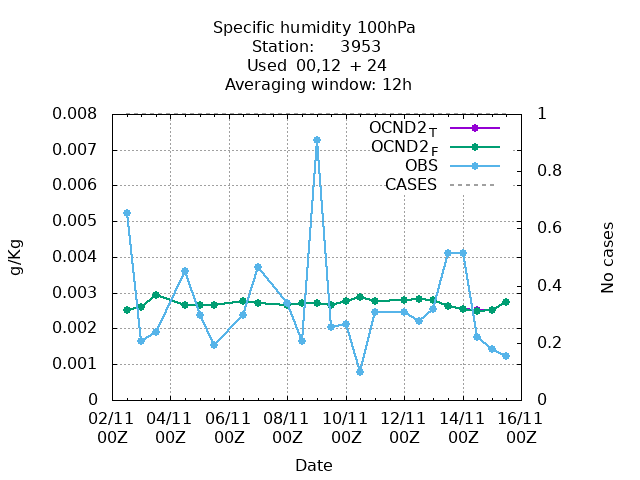 Specific humidity 100hPa
Station: 3953
Used 00,12 + 24
Averaging window: 12h
0.008
0.007
0.006
0.005
0.004
0.003
0.002
0.001
0
1
0.8
0.6
0.4
0.2
0
g/Kg
No cases
OCND2_T
OCND2_F
OBS
CASES
02/11 04/11 06/11 08/11 10/11 12/11 14/11 16/11
00Z 00Z 00Z 00Z 00Z 00Z 00Z 00Z
Date